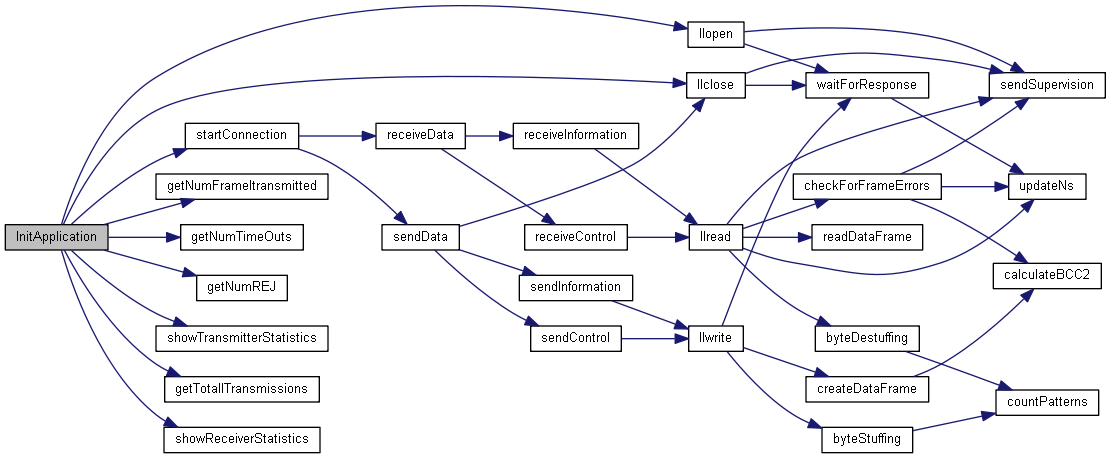 InitApplication
llopen
llclose
startConnection
getNumFrameItransmitted
getNumTimeOuts
getNumREJ
showTransmitterStatistics
getTotalITransmissions
showReceiverStatistics
receiveData
sendData
receiveInformation
receiveControl
sendInformation
sendControl
llread
llwrite
waitForResponse
checkForFrameErrors
readDataFrame
byteDestuffing
createDataFrame
byteStuffing
sendSupervision
updateNs
calculateBCC2
countPatterns